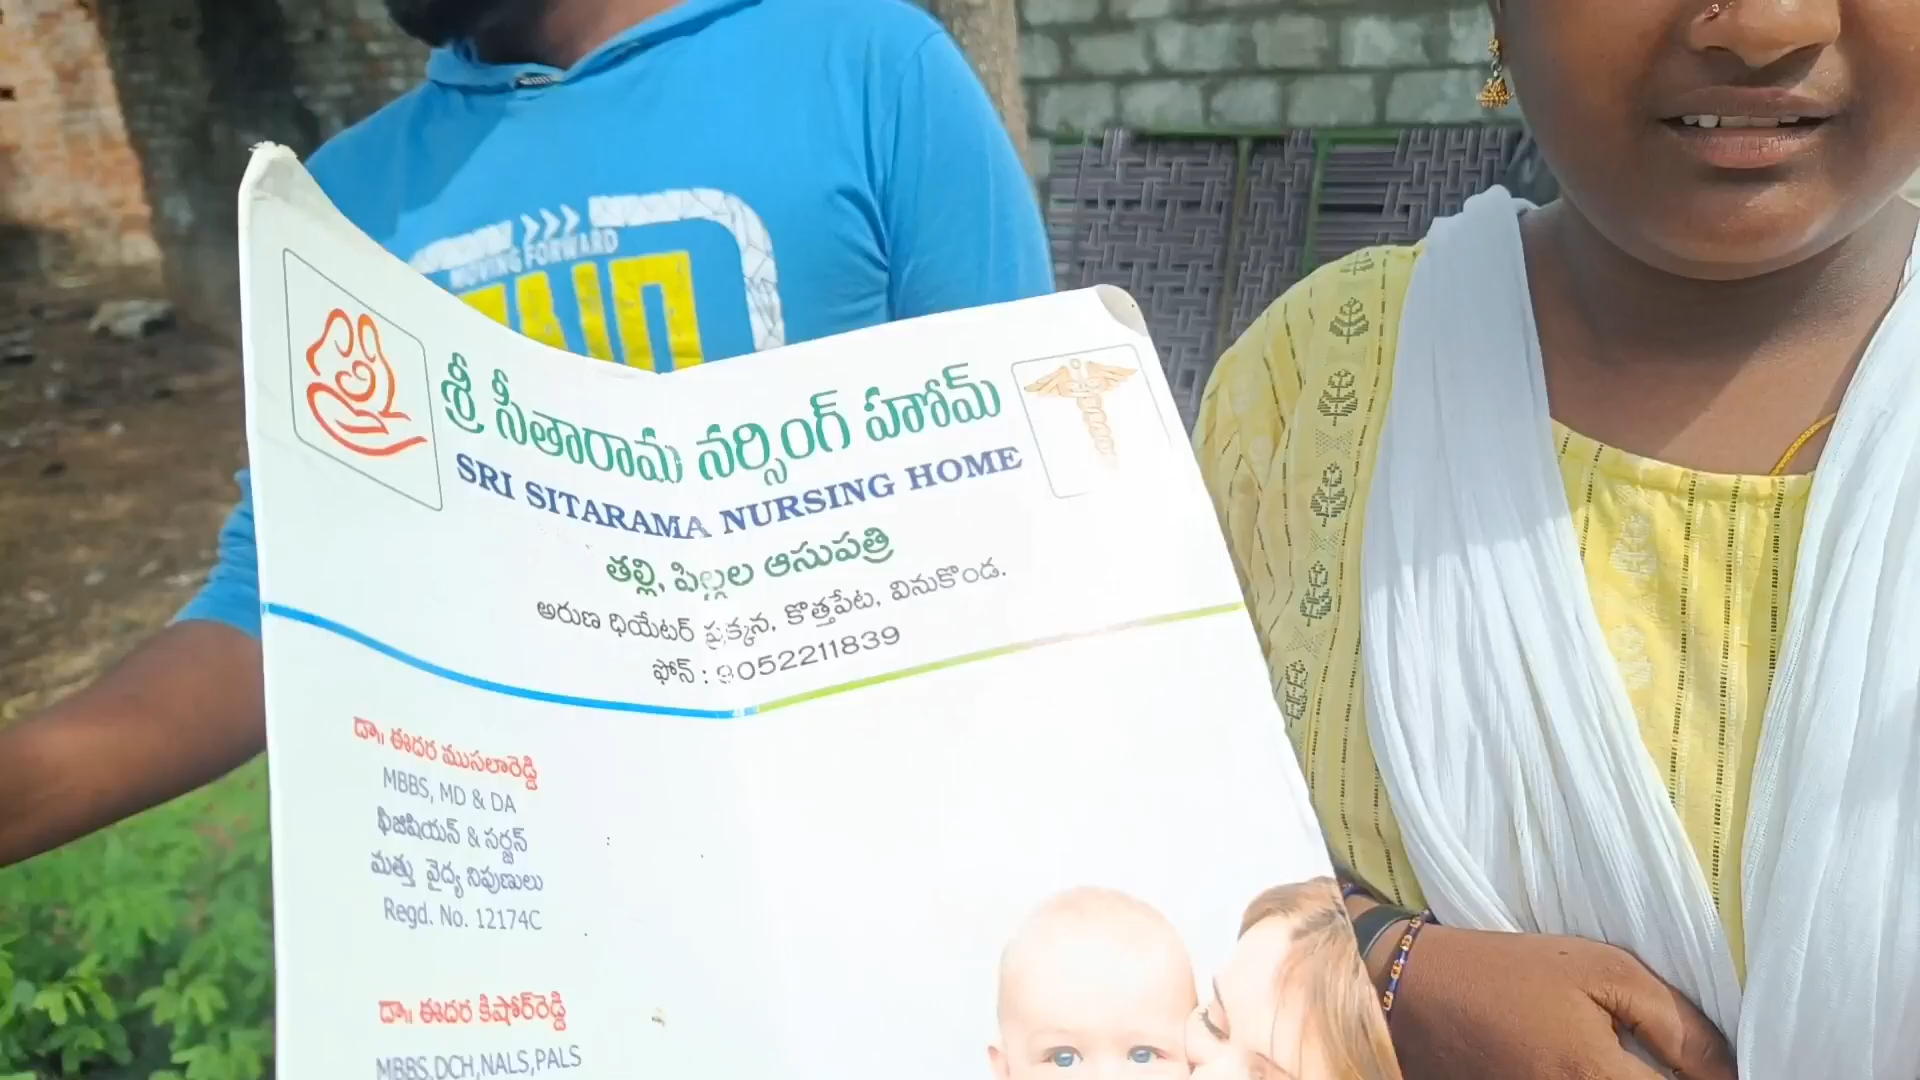 MOVING FORWARD
శ్రీ సీతారామ నర్సింగ్ హోమ్
SRI SITARAMA NURSING HOME
తల్లి, పిల్లల ఆసుపత్రి
అరుణ ధియేటర్ ప్రక్కన, కొత్తపేట, వినుకొండ.
ఫోన్ : 9052211839
డా॥ ఈదర ముసలారెడ్డి
MBBS, MD & DA
ఫిజిషియన్ & సర్జన్
మత్తు వైద్య నిపుణులు
Regd. No. 12174C
డా॥ ఈదర కిషోర్‌రెడ్డి
MBBS,DCH,NALS,PALS